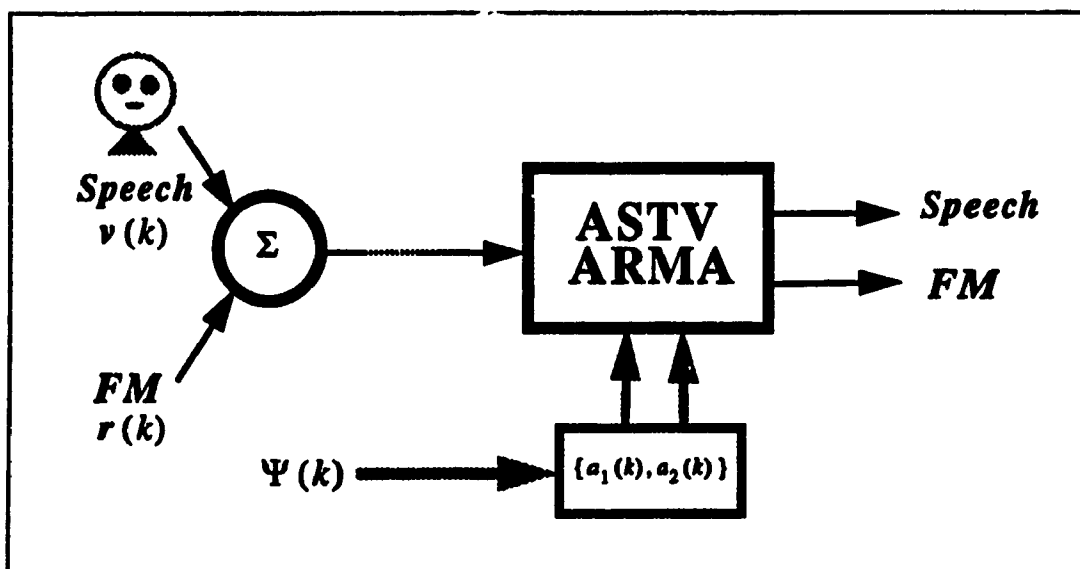 Speech
v(k)
Σ
FM
r(k)
ASTV
ARMA
Speech
FM
Ψ(k)
{a₁(k), a₂(k)}